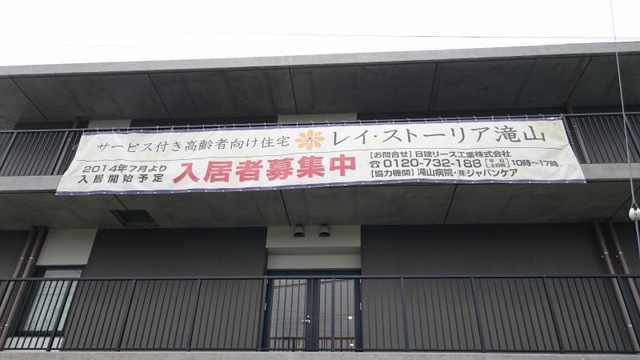 サービス付き高齢者向け住宅 レイ・ストーリア滝山
2014年7月より
入居開始予定
入居者募集中
【お問合せ】日建リース工業株式会社
☎0120-732-188 10時〜17時
【協力機関】滝山病院・㈱ジャパンケア